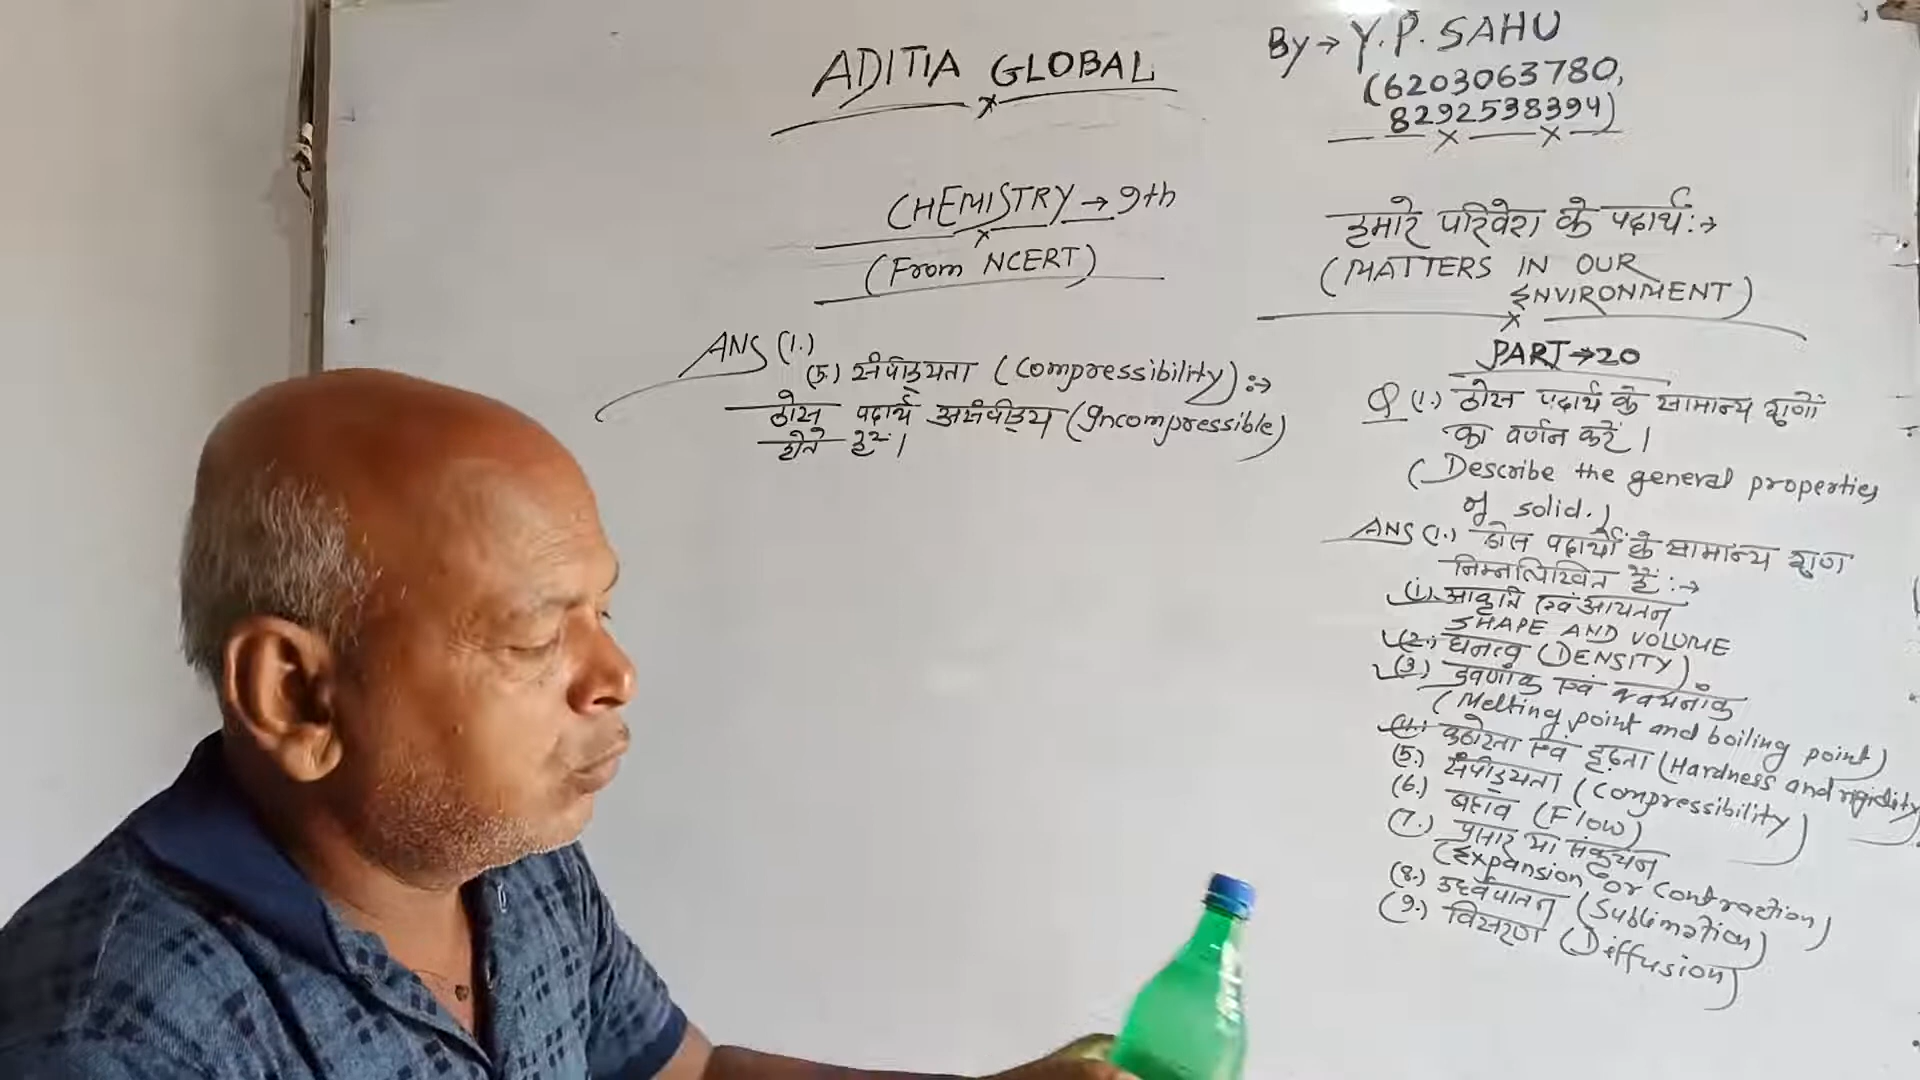 ADITIA GLOBAL
By → Y.P. SAHU
(6203063780,
8292538394)
CHEMISTRY → 9th
(From NCERT)
हमारे परिवेश के पदार्थ :→
(MATTERS IN OUR
ENVIRONMENT)
PART → 20
ANS (1.)
(5.) संपीड्यता (Compressibility) :→
ठोस पदार्थ असंपीड्य (Incompressible)
होते हैं।
Q (1.) ठोस पदार्थ के सामान्य गुणों
का वर्णन करें।
(Describe the general properties
of solid.)
ANS (1.) ठोस पदार्थों के सामान्य गुण
निम्नलिखित हैं :→
(1.) आकृति एवं आयतन
SHAPE AND VOLUME
(2.) घनत्व (DENSITY)
(3.) द्रवणांक एवं क्वथनांक
(Melting point and boiling point)
(4.) कठोरता एवं दृढ़ता (Hardness and rigidity)
(5.) संपीड्यता (Compressibility)
(6.) बहाव (Flow)
(7.) प्रसार या संकुचन
(Expansion or Contraction)
(8.) उर्ध्वपातन (Sublimation)
(9.) विसरण (Diffusion)